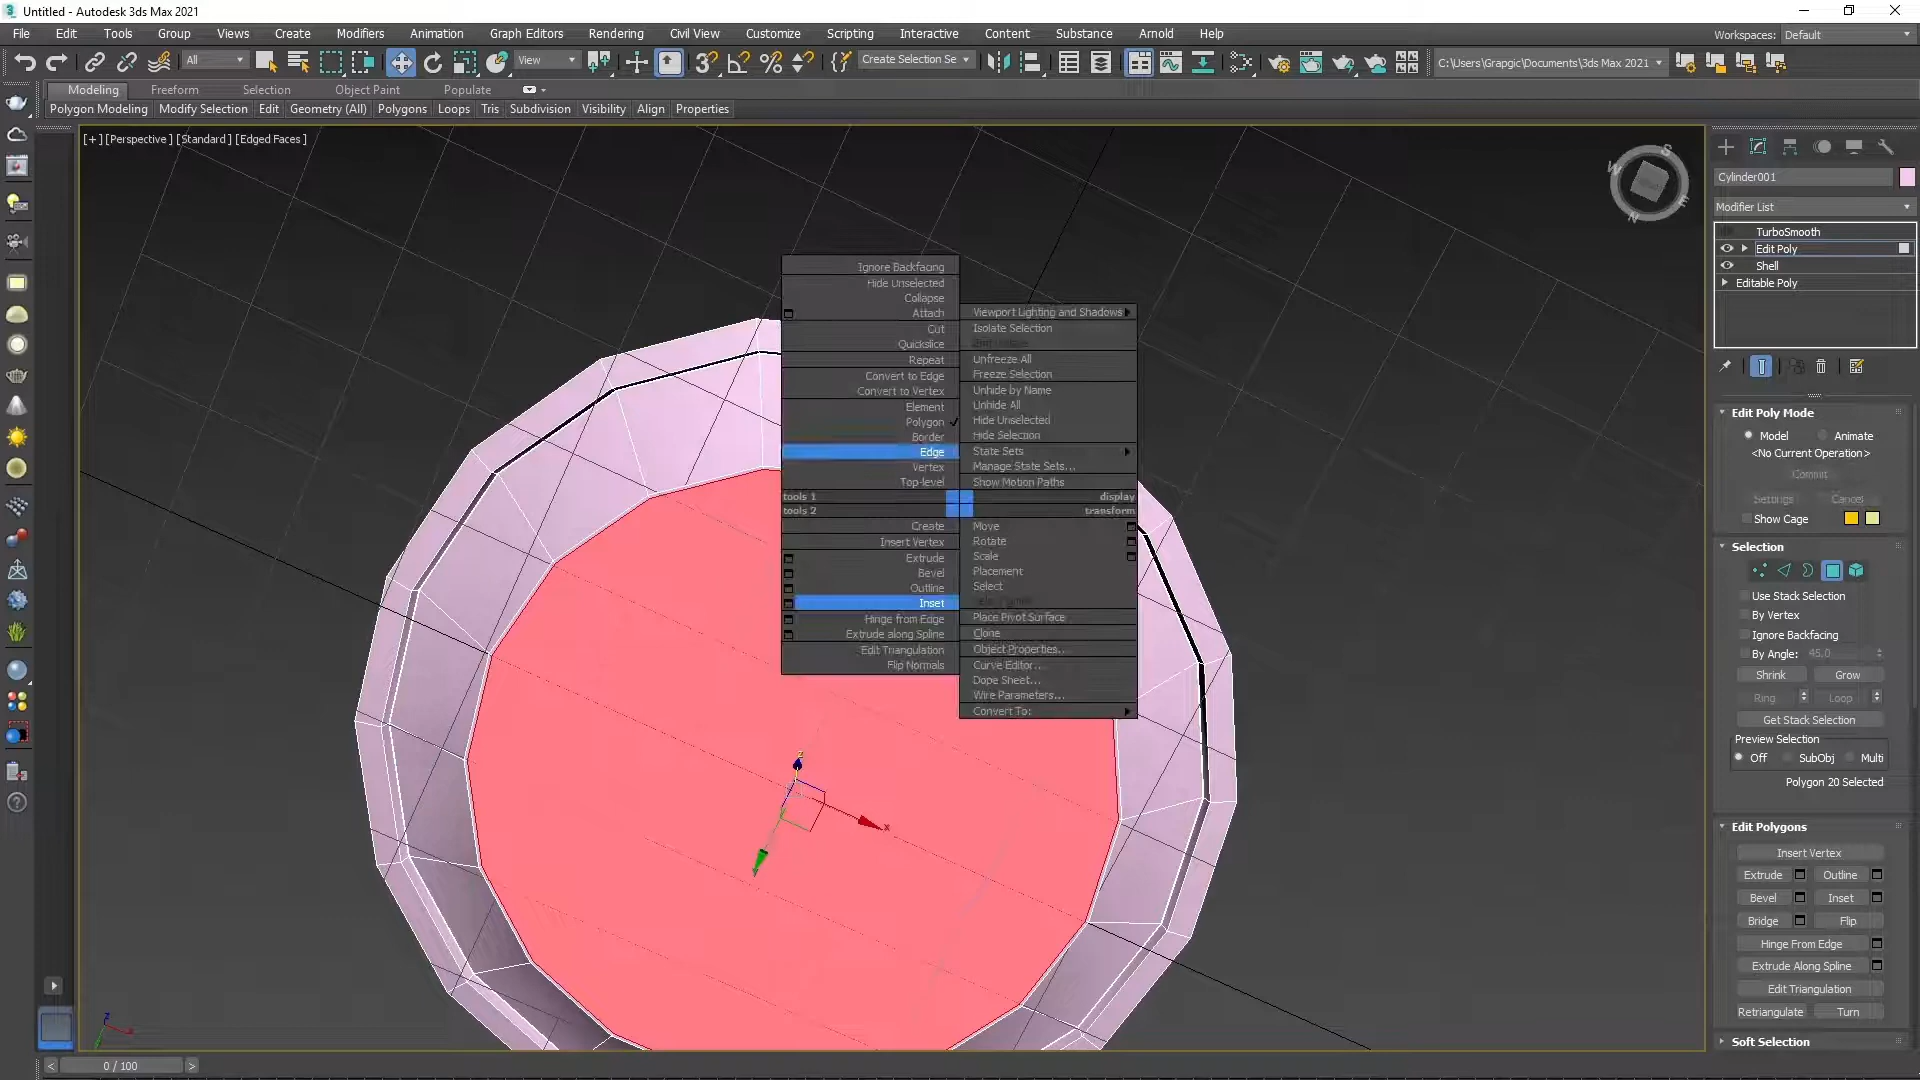 Untitled - Autodesk 3ds Max 2021
File Edit Tools Group Views Create Modifiers Animation Graph Editors Rendering Civil View Customize Scripting Interactive Content Substance Arnold Help
Workspaces: Default
All
View
Create Selection Se
C:\Users\Grapgic\Documents\3ds Max 2021
Modeling Freeform Selection Object Paint Populate
Polygon Modeling Modify Selection Edit Geometry (All) Polygons Loops Tris Subdivision Visibility Align Properties
[+] [Perspective ] [Standard ] [Edged Faces ]
S
W
E
N
Ignore Backfacing
Hide Unselected
Collapse
Attach
Cut
Quickslice
Repeat
Convert to Edge
Convert to Vertex
Element
Polygon
Border
Edge
Vertex
Top-level
tools 1
tools 2
Create
Insert Vertex
Extrude
Bevel
Outline
Inset
Hinge from Edge
Extrude along Spline
Edit Triangulation
Flip Normals
Viewport Lighting and Shadows
Isolate Selection
Unfreeze All
Freeze Selection
Unhide by Name
Unhide All
Hide Unselected
Hide Selection
State Sets
Manage State Sets...
Show Motion Paths
display
transform
Move
Rotate
Scale
Placement
Select
Place Pivot Surface
Clone
Object Properties...
Curve Editor...
Dope Sheet...
Wire Parameters...
Convert To:
z
x
z
0 / 100
Cylinder001
Modifier List
TurboSmooth
Edit Poly
Shell
Editable Poly
Edit Poly Mode
Model Animate
<No Current Operation>
Commit
Settings Cancel
Show Cage
Selection
Use Stack Selection
By Vertex
Ignore Backfacing
By Angle: 45.0
Shrink Grow
Ring Loop
Get Stack Selection
Preview Selection
Off SubObj Multi
Polygon 20 Selected
Edit Polygons
Insert Vertex
Extrude Outline
Bevel Inset
Bridge Flip
Hinge From Edge
Extrude Along Spline
Edit Triangulation
Retriangulate Turn
Soft Selection